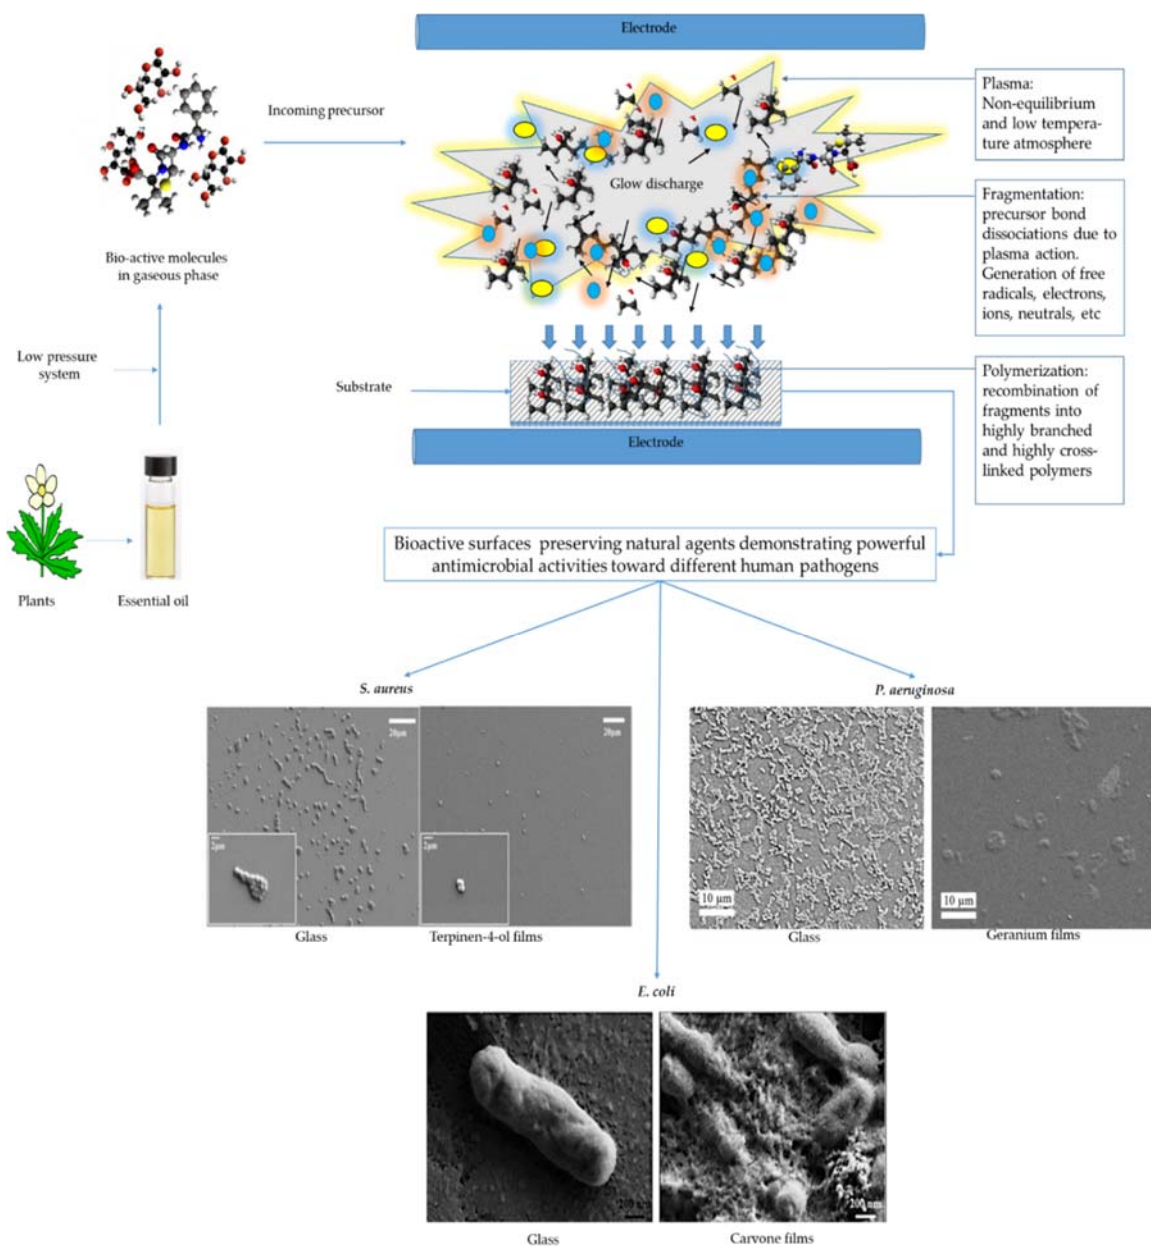 Electrode
Incoming precursor
Glow discharge
Plasma:
Non-equilibrium
and low tempera-
ture atmosphere
Fragmentation:
precursor bond
dissociations due to
plasma action.
Generation of free
radicals, electrons,
ions, neutrals, etc
Bio-active molecules
in gaseous phase
Low pressure
system
Substrate
Polymerization:
recombination of
fragments into
highly branched
and highly cross-
linked polymers
Electrode
Plants
Essential oil
Bioactive surfaces preserving natural agents demonstrating powerful
antimicrobial activities toward different human pathogens
S. aureus
20µm
20µm
2µm
2µm
Glass
Terpinen-4-ol films
P. aeruginosa
10 µm
10 µm
Glass
Geranium films
E. coli
200 nm
200 nm
Glass
Carvone films